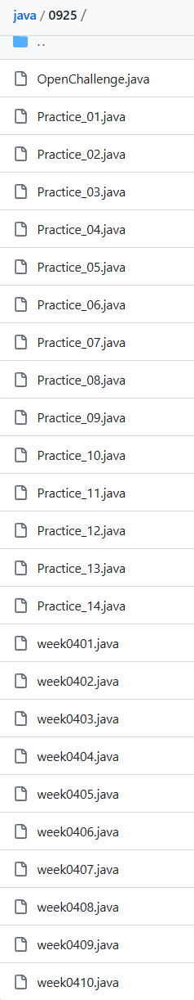 java / 0925 /
..
OpenChallenge.java
Practice_01.java
Practice_02.java
Practice_03.java
Practice_04.java
Practice_05.java
Practice_06.java
Practice_07.java
Practice_08.java
Practice_09.java
Practice_10.java
Practice_11.java
Practice_12.java
Practice_13.java
Practice_14.java
week0401.java
week0402.java
week0403.java
week0404.java
week0405.java
week0406.java
week0407.java
week0408.java
week0409.java
week0410.java